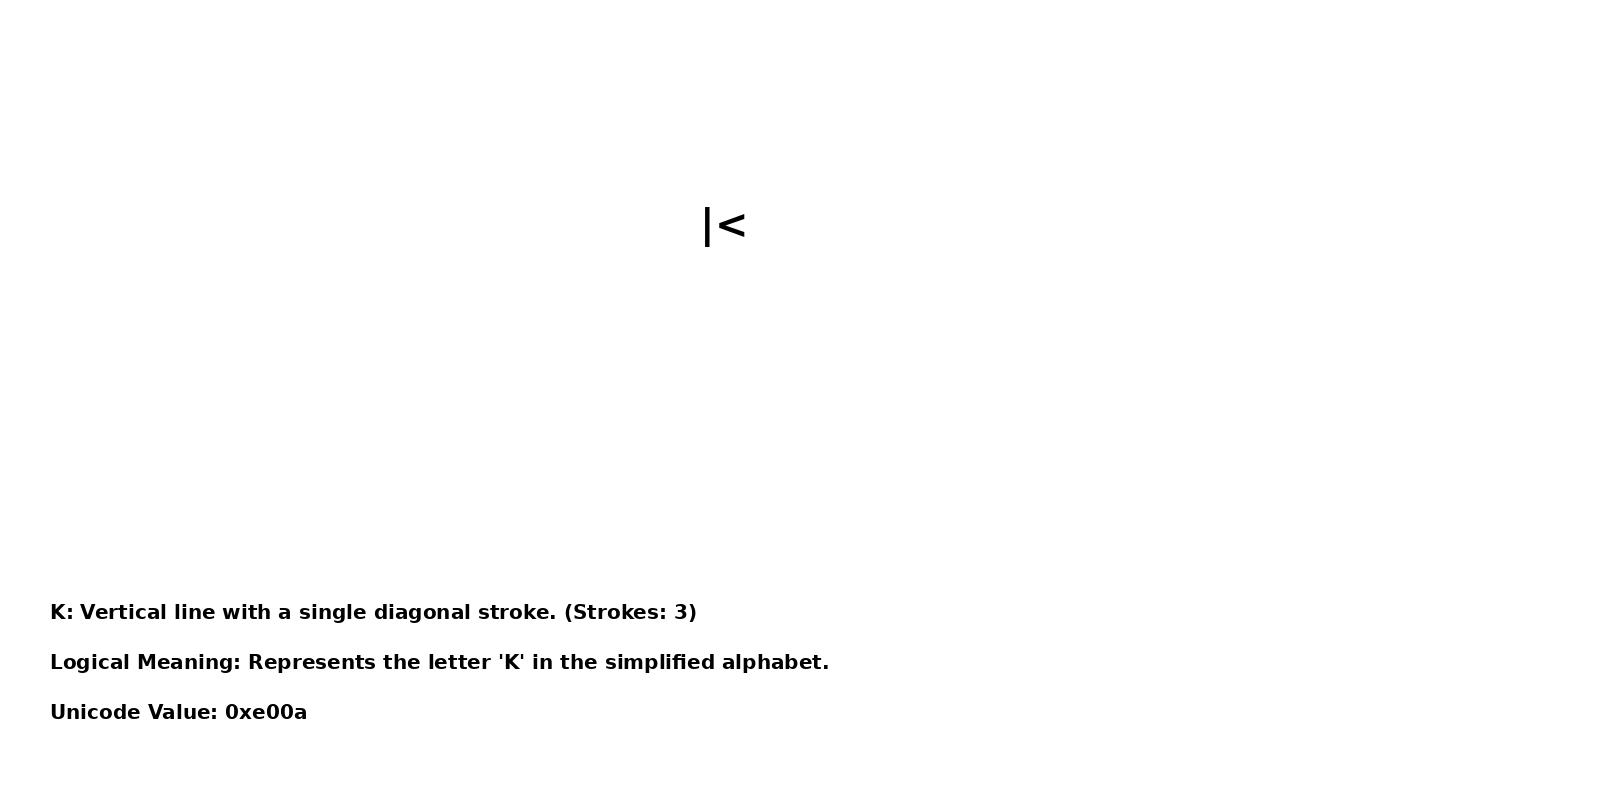 |<
K: Vertical line with a single diagonal stroke. (Strokes: 3)
Logical Meaning: Represents the letter 'K' in the simplified alphabet.
Unicode Value: 0xe00a